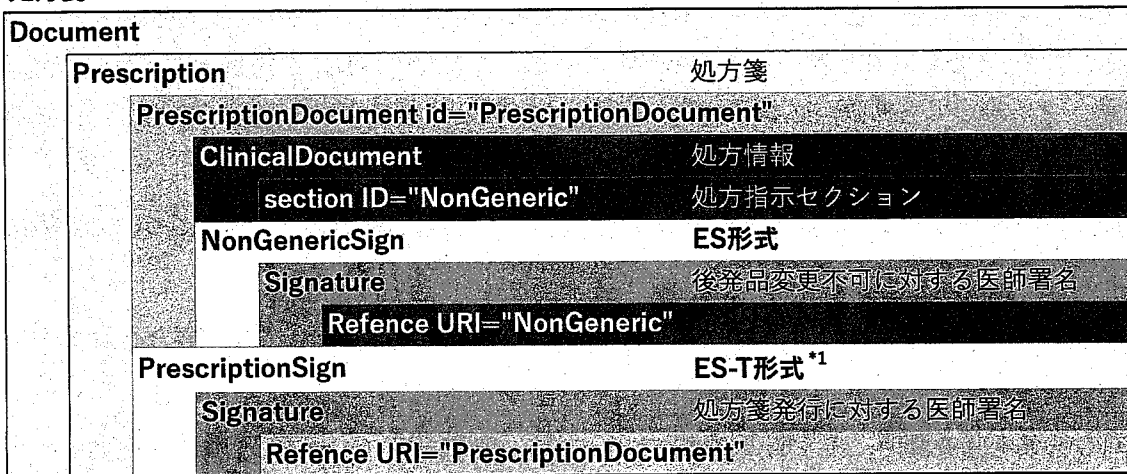 Document
Prescription 処方箋
PrescriptionDocument id="PrescriptionDocument"
ClinicalDocument 処方情報
section ID="NonGeneric" 処方指示セクション
NonGenericSign ES形式
Signature 後発品変更不可に対する医師署名
Refence URI="NonGeneric"
PrescriptionSign ES-T形式*1
Signature 処方箋発行に対する医師署名
Refence URI="PrescriptionDocument"